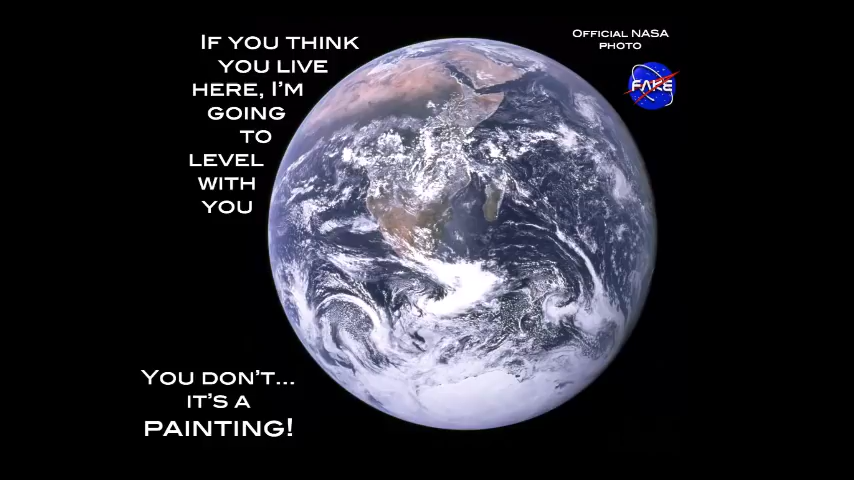 If you think
you live
here, I'm
going
to
level
with
you
Official NASA
photo
FAKE
You don't...
it's a
painting!